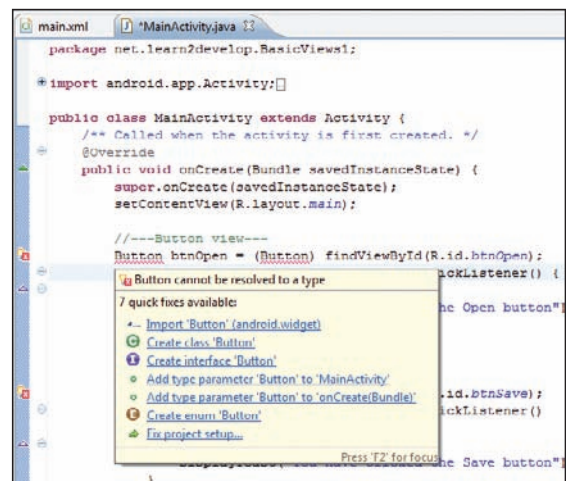 main.xml *MainActivity.java
package net.learn2develop.BasicViews1;
import android.app.Activity;
public class MainActivity extends Activity {
/** Called when the activity is first created. */
@Override
public void onCreate(Bundle savedInstanceState) {
super.onCreate(savedInstanceState);
setContentView(R.layout.main);
//---Button view---
Button btnOpen = (Button) findViewById(R.id.btnOpen);
ickListener() {
Button cannot be resolved to a type
7 quick fixes available:
Import 'Button' (android.widget)
he Open button"
Create class 'Button'
Create interface 'Button'
Add type parameter 'Button' to 'MainActivity'
Add type parameter 'Button' to 'onCreate(Bundle)'
.id.btnSave);
Create enum 'Button'
ickListener()
Fix project setup...
Press 'F2' for focus
the Save button"
}